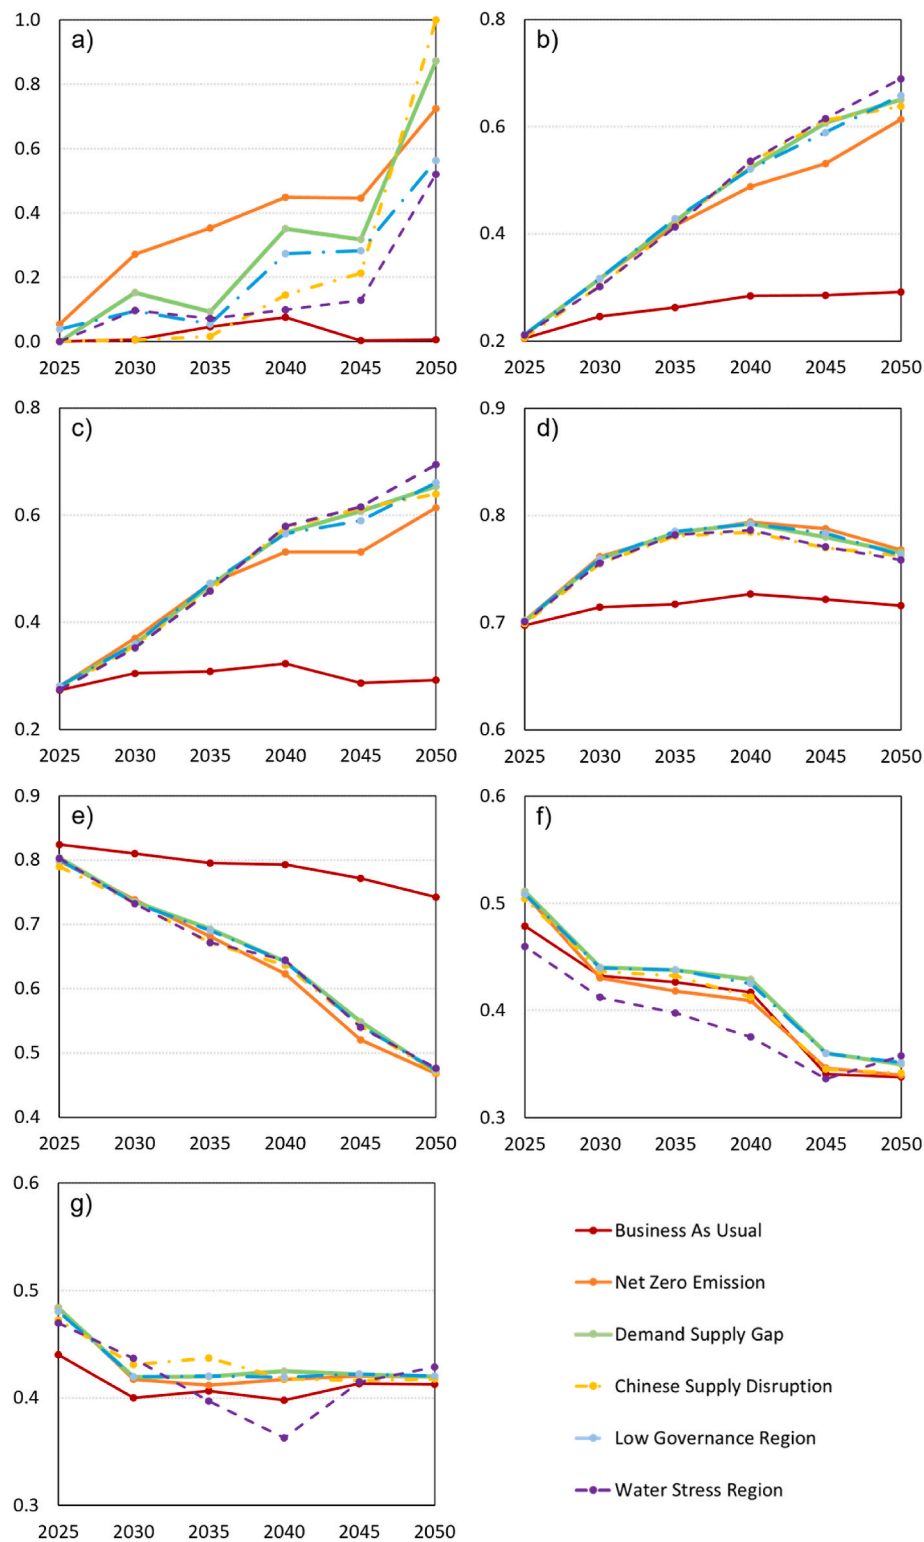 a)
1.0
0.8
0.6
0.4
0.2
0.0
2025 2030 2035 2040 2045 2050
b)
0.8
0.6
0.4
0.2
2025 2030 2035 2040 2045 2050
c)
0.8
0.6
0.4
0.2
2025 2030 2035 2040 2045 2050
d)
0.9
0.8
0.7
0.6
2025 2030 2035 2040 2045 2050
e)
0.9
0.8
0.7
0.6
0.5
0.4
2025 2030 2035 2040 2045 2050
f)
0.6
0.5
0.4
0.3
2025 2030 2035 2040 2045 2050
g)
0.6
0.5
0.4
0.3
2025 2030 2035 2040 2045 2050
Business As Usual
Net Zero Emission
Demand Supply Gap
Chinese Supply Disruption
Low Governance Region
Water Stress Region